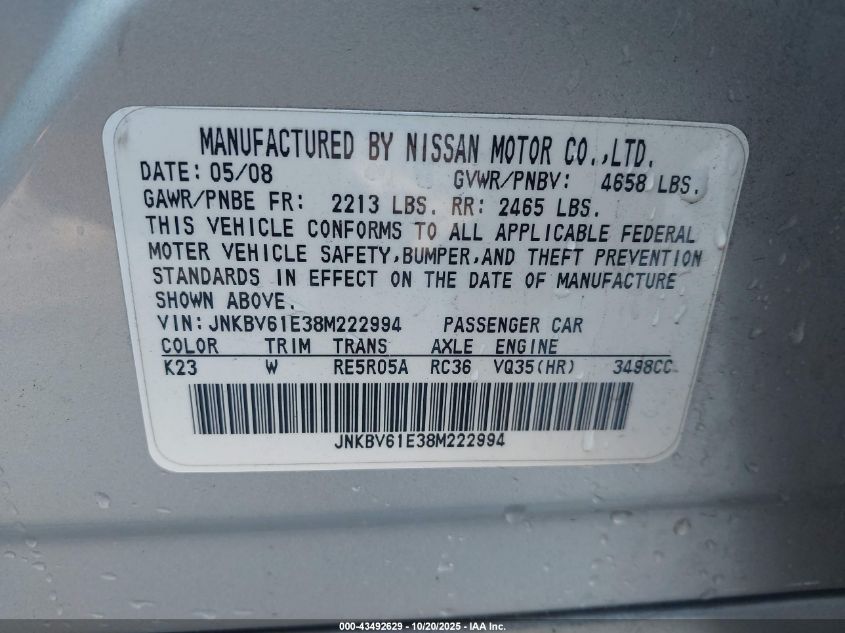 MANUFACTURED BY NISSAN MOTOR CO.,LTD.
DATE: 05/08 GVWR/PNBV: 4658 LBS.
GAWR/PNBE FR: 2213 LBS. RR: 2465 LBS.
THIS VEHICLE CONFORMS TO ALL APPLICABLE FEDERAL
MOTER VEHICLE SAFETY,BUMPER,AND THEFT PREVENTION
STANDARDS IN EFFECT ON THE DATE OF MANUFACTURE
SHOWN ABOVE.
VIN:JNKBV61E38M222994 PASSENGER CAR
COLOR TRIM TRANS AXLE ENGINE
K23 W RE5R05A RC36 VQ35(HR) 3498CC
JNKBV61E38M222994
000-43492629 - 10/20/2025 - IAA Inc.